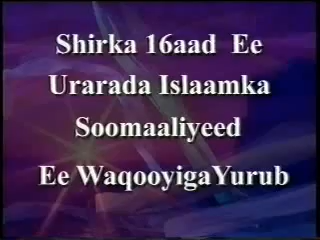 Shirka 16aad Ee
Urarada Islaamka
Soomaaliyeed
Ee WaqooyigaYurub